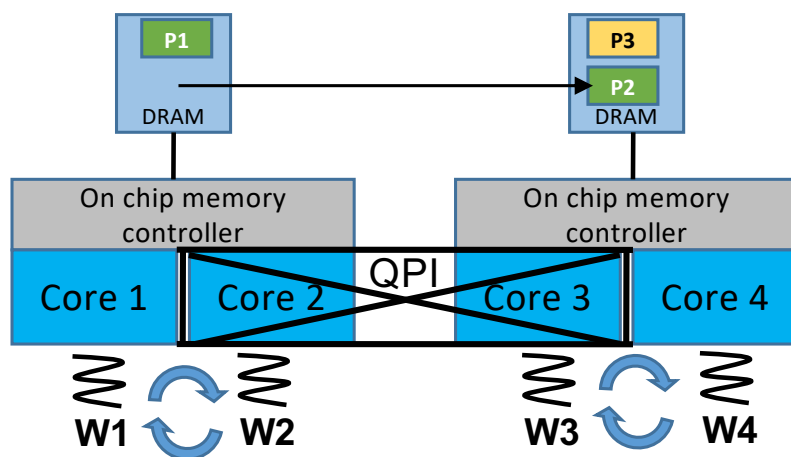 P1
P3
P2
DRAM
DRAM
On chip memory
controller
On chip memory
controller
QPI
Core 1
Core 2
Core 3
Core 4
W1
W2
W3
W4